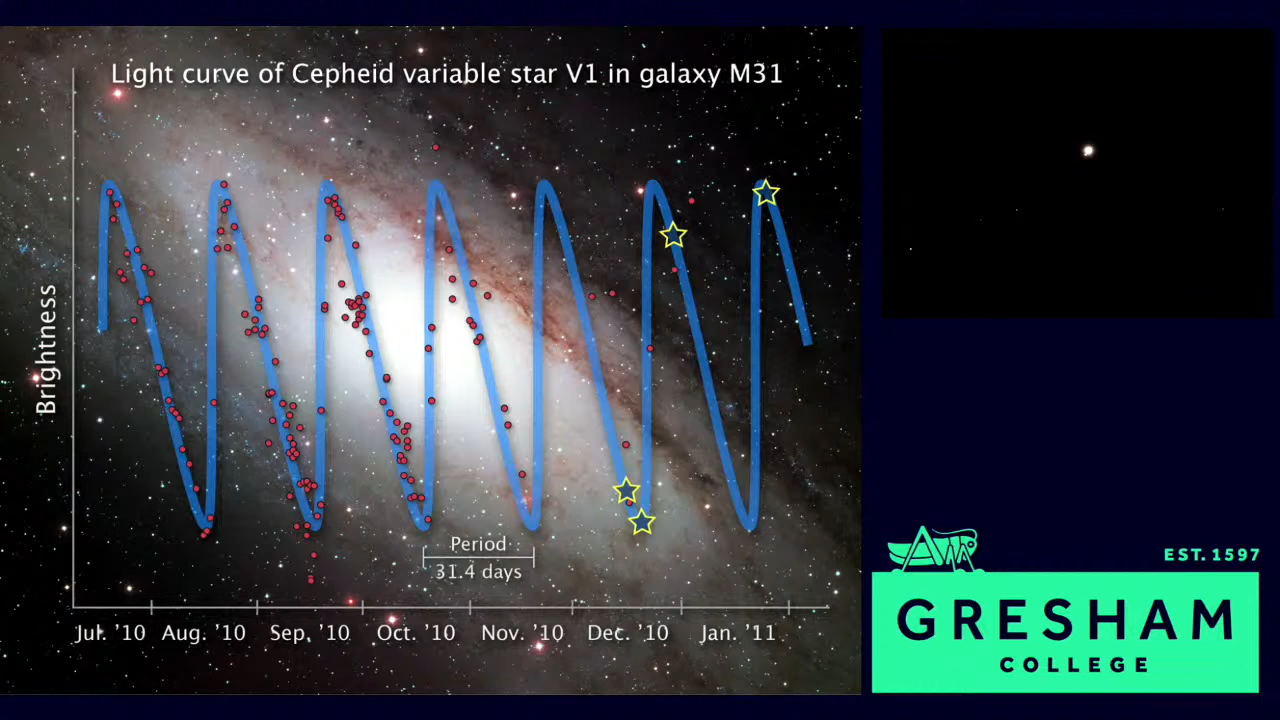 Light curve of Cepheid variable star V1 in galaxy M31
Brightness
Period
31.4 days
Jul. '10 Aug. '10 Sep. '10 Oct. '10 Nov. '10 Dec. '10 Jan. '11
EST. 1597
GRESHAM
COLLEGE